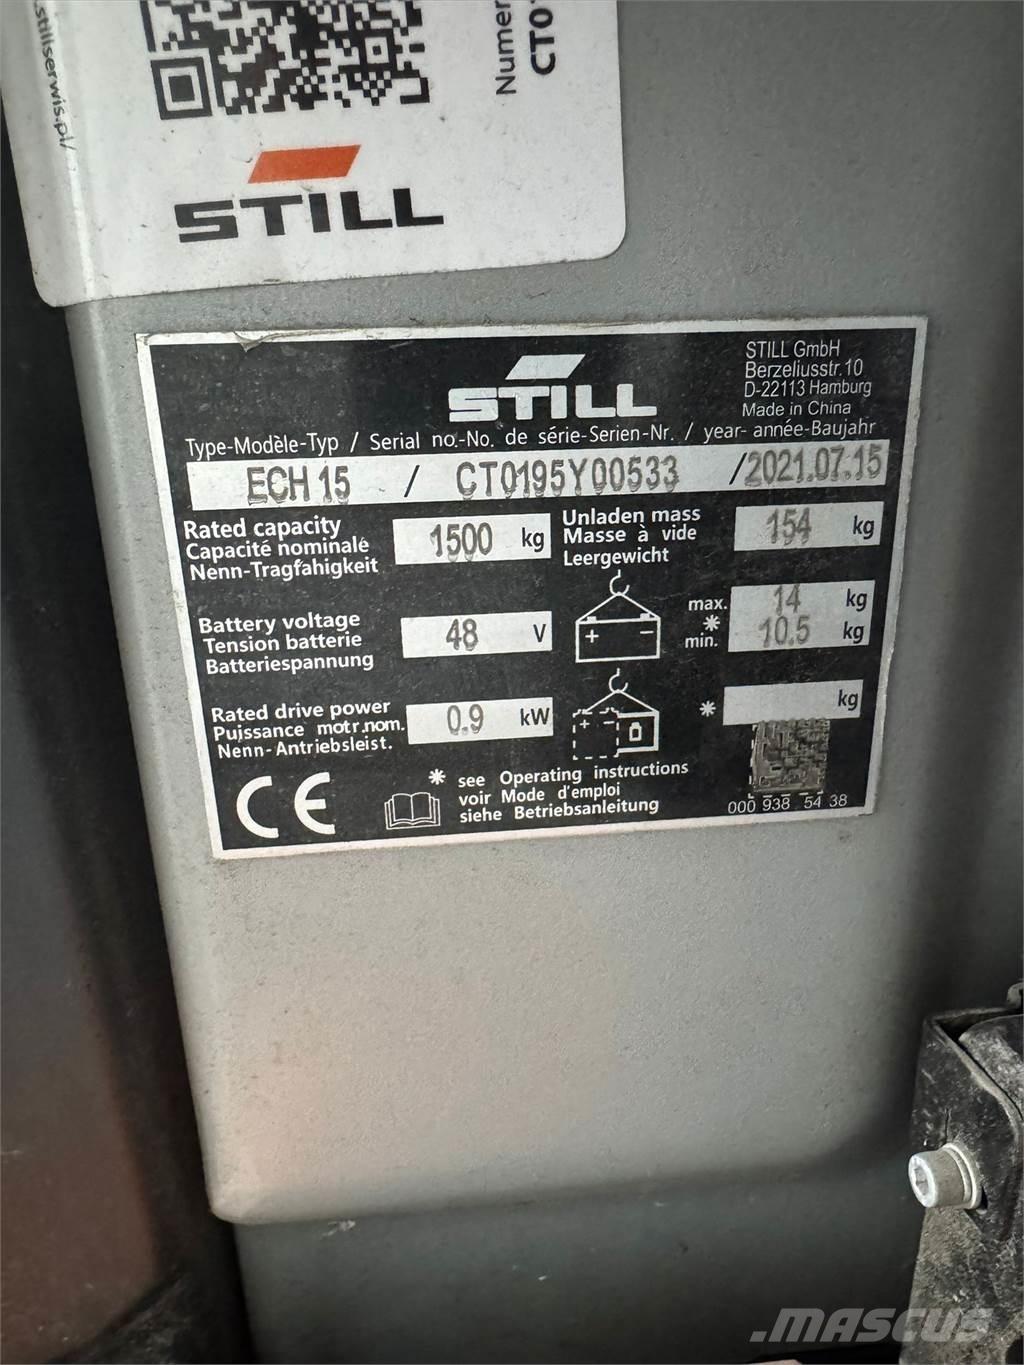 .stillserwis.pl/
Numer
CT01
STILL
STILL
STILL GmbH
Berzeliusstr.10
D-22113 Hamburg
Made in China
Type-Modèle-Typ / Serial no.-No. de série-Serien-Nr. / year- année-Baujahr
ECH 15 / CT0195Y00533 /2021.07.15
Rated capacity
Capacité nominale
Nenn-Tragfahigkeit
1500 kg
Unladen mass
Masse à vide
Leergewicht
154 kg
Battery voltage
Tension batterie
Batteriespannung
48 V
+ −
max. 14 kg
*
min. 10.5 kg
Rated drive power
Puissance motr.nom.
Nenn-Antriebsleist.
0.9 kW
+ −
* kg
CE
* see Operating instructions
voir Mode d'emploi
siehe Betriebsanleitung
000 938 54 38
.MASCUS